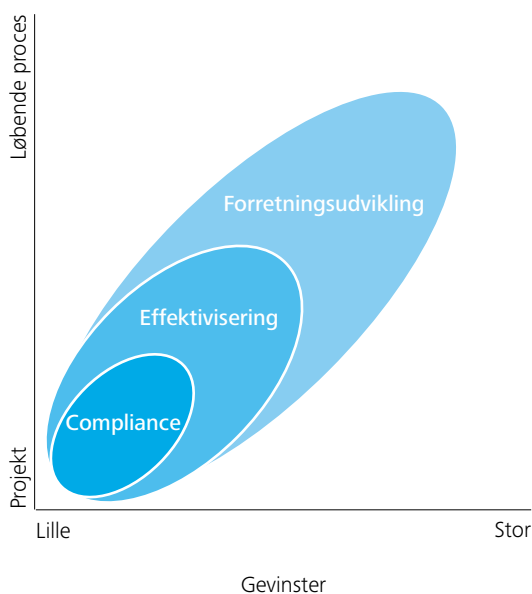 Løbende proces
Forretningsudvikling
Effektivisering
Compliance
Projekt
Lille
Stor
Gevinster